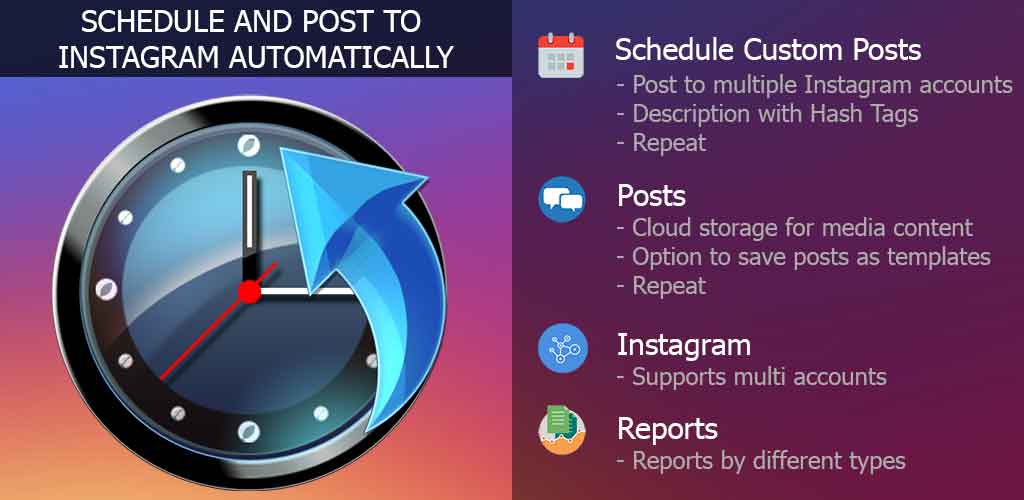 SCHEDULE AND POST TO
INSTAGRAM AUTOMATICALLY
Schedule Custom Posts
- Post to multiple Instagram accounts
- Description with Hash Tags
- Repeat
Posts
- Cloud storage for media content
- Option to save posts as templates
- Repeat
Instagram
- Supports multi accounts
Reports
- Reports by different types